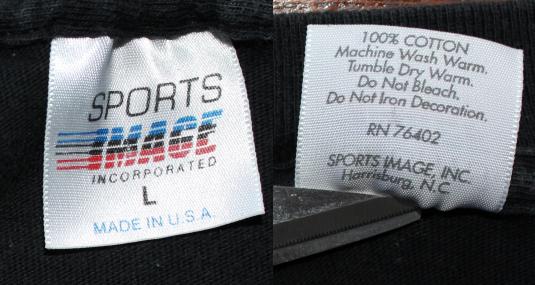 SPORTS
IMAGE
INCORPORATED
L
MADE IN U.S.A.
100% COTTON
Machine Wash Warm.
Tumble Dry Warm.
Do Not Bleach.
Do Not Iron Decoration.
RN 76402
SPORTS IMAGE, INC.
Harrisburg, N.C.